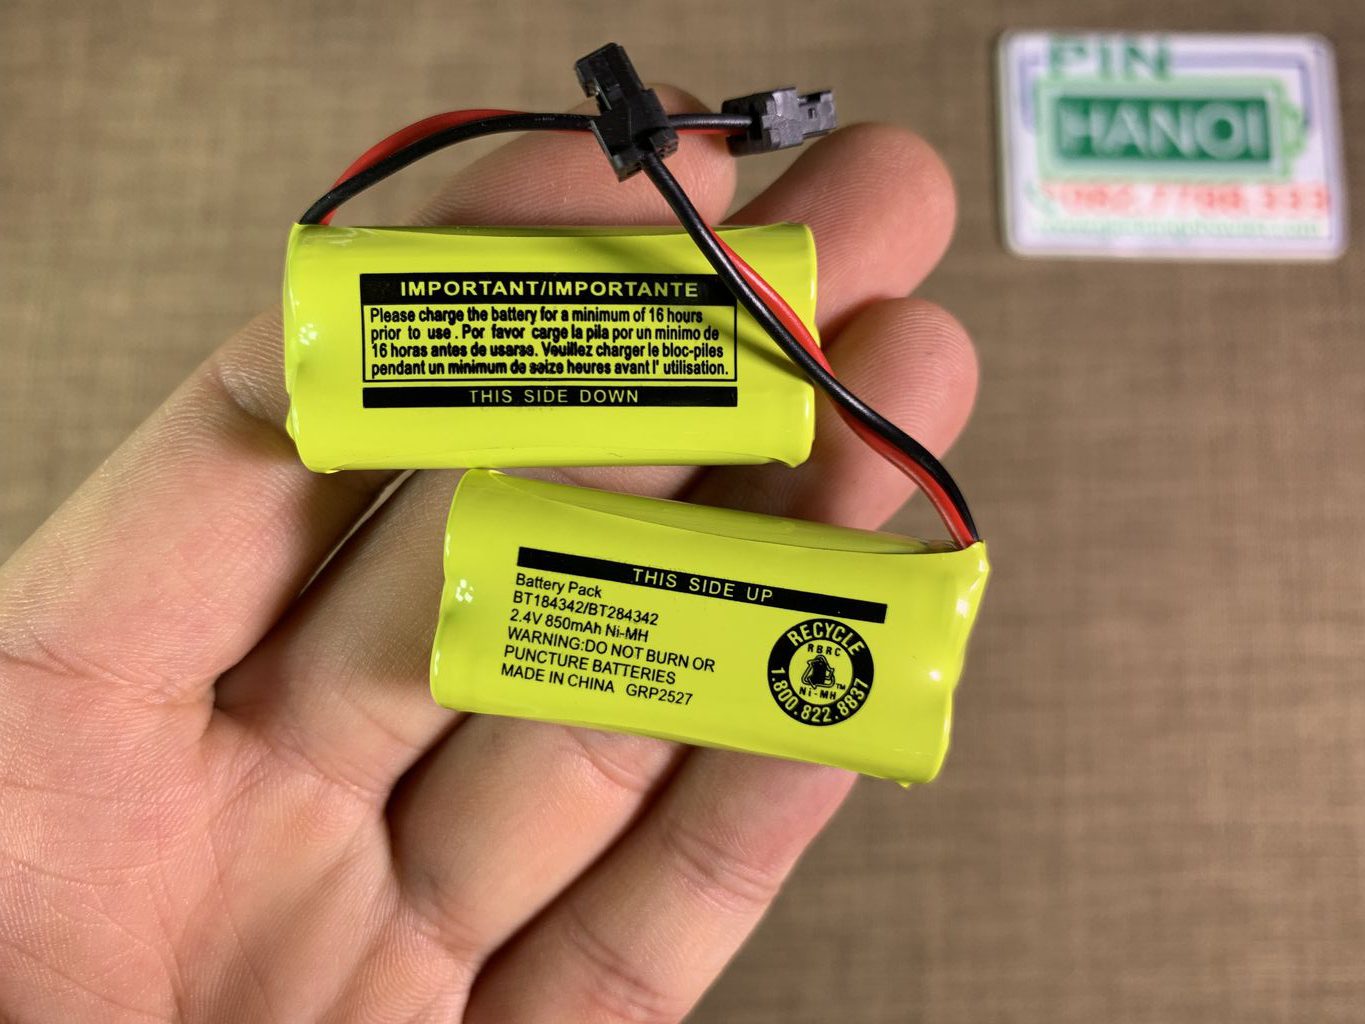 PIN
HANOI
IMPORTANT/IMPORTANTE
Please charge the battery for a minimum of 16 hours
prior to use . Por favor carge la pila por un minimo de
16 horas antes de usarse. Veuillez charger le bloc-piles
pendant un minimum de seize heures avant l' utilisation.
THIS SIDE DOWN
THIS SIDE UP
Battery Pack
BT184342/BT284342
2.4V 850mAh Ni-MH
WARNING:DO NOT BURN OR
PUNCTURE BATTERIES
MADE IN CHINA GRP2527
RECYCLE
RBRC
TM
Ni-MH
1.800.822.8837